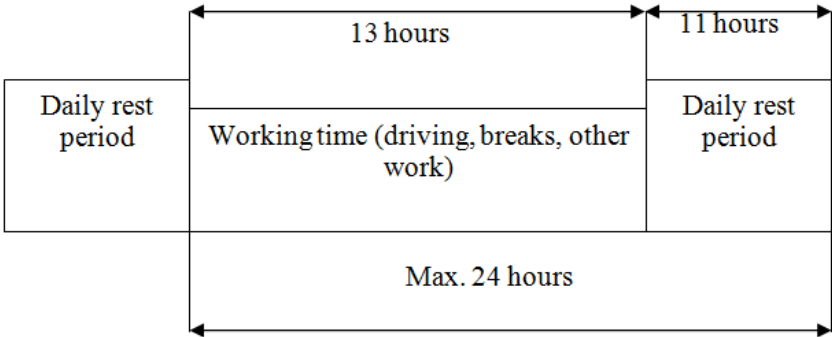 13 hours
11 hours
Daily rest
period
Working time (driving, breaks, other
work)
Daily rest
period
Max. 24 hours